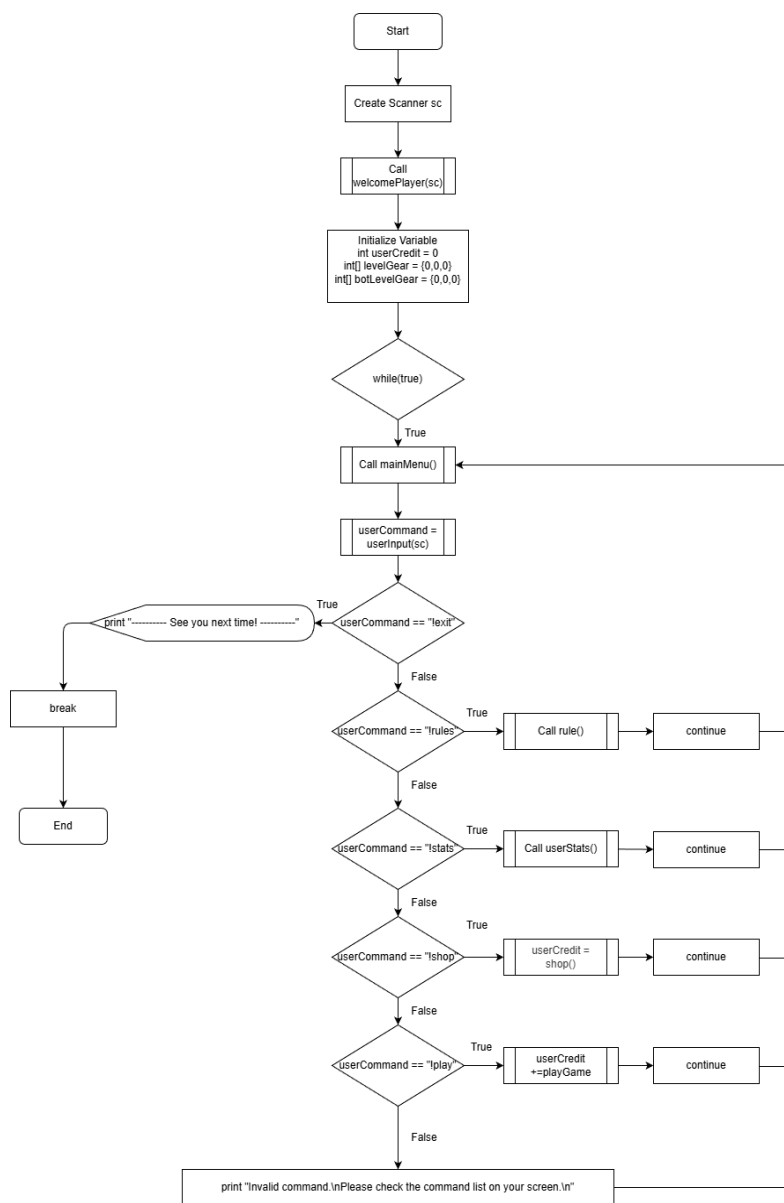 Start
Create Scanner sc
Call
welcomePlayer(sc)
Initialize Variable
int userCredit = 0
int[] levelGear = {0,0,0}
int[] botLevelGear = {0,0,0}
while(true)
True
Call mainMenu()
userCommand =
userInput(sc)
userCommand == "!exit"
True
print "---------- See you next time! ----------"
break
End
False
userCommand == "!rules"
True
Call rule()
continue
False
userCommand == "!stats"
True
Call userStats()
continue
False
userCommand == "!shop"
True
userCredit =
shop()
continue
False
userCommand == "!play"
True
userCredit
+=playGame
continue
False
print "Invalid command.\nPlease check the command list on your screen.\n"